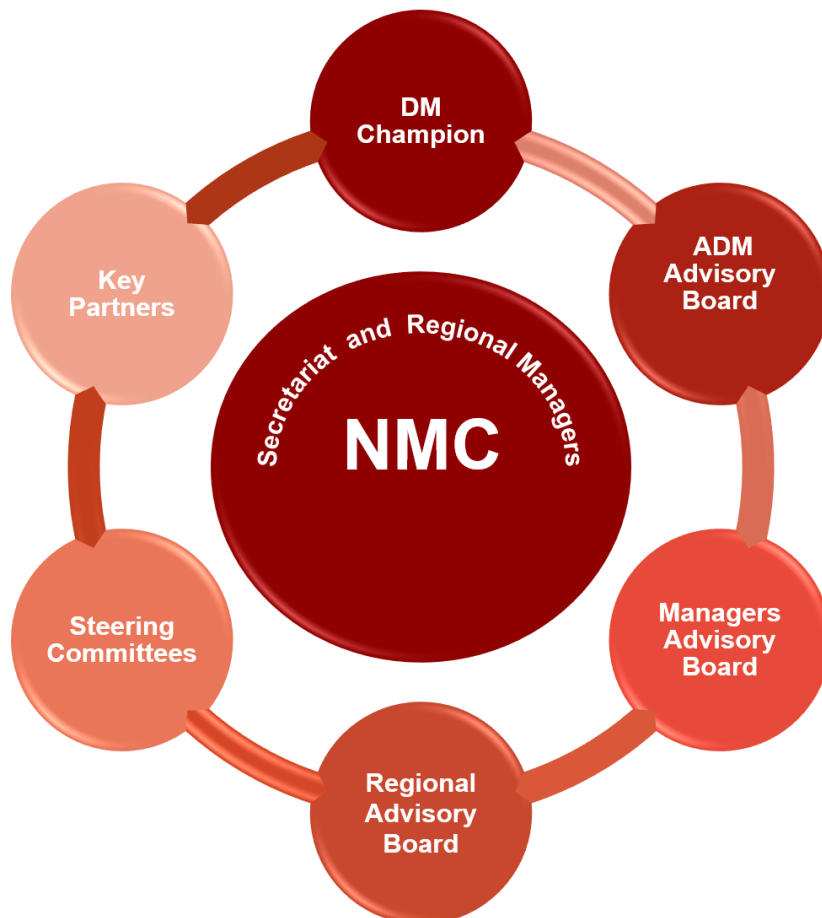 DM
Champion
ADM
Advisory
Board
Key
Partners
Secretariat and Regional Managers
NMC
Managers
Advisory
Board
Steering
Committees
Regional
Advisory
Board